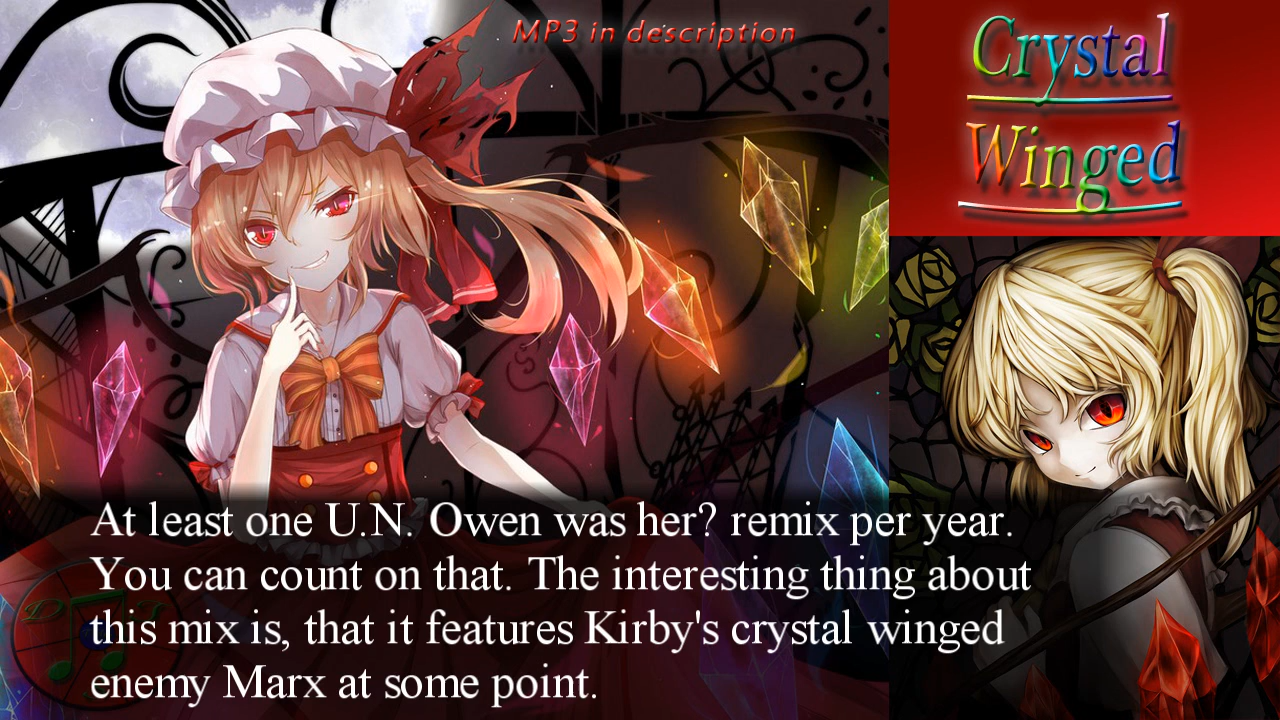 MP3 in description
Crystal
Winged
At least one U.N. Owen was her? remix per year.
You can count on that. The interesting thing about
this mix is, that it features Kirby's crystal winged
enemy Marx at some point.